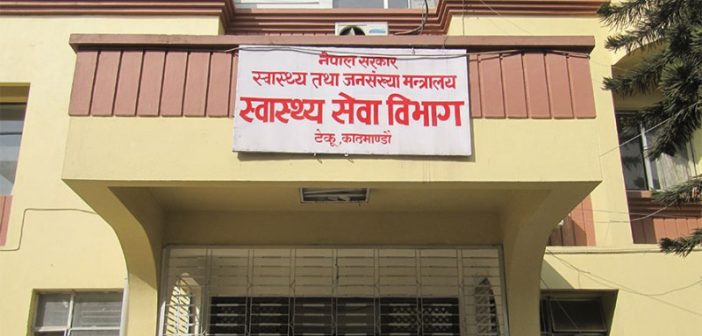 नेपाल सरकार
स्वास्थ्य तथा जनसंख्या मन्त्रालय
स्वास्थ्य सेवा विभाग
टेकू ,काठमाण्डौं